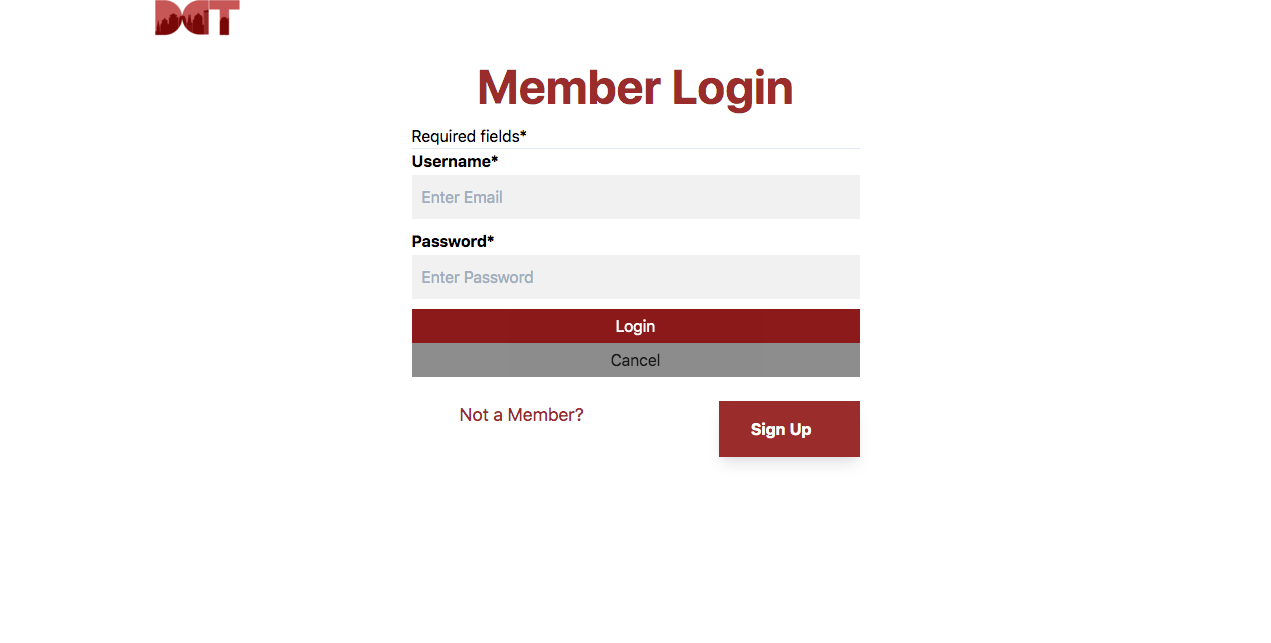 DCT
Member Login
Required fields*
Username*
Enter Email
Password*
Enter Password
Login
Cancel
Not a Member?
Sign Up